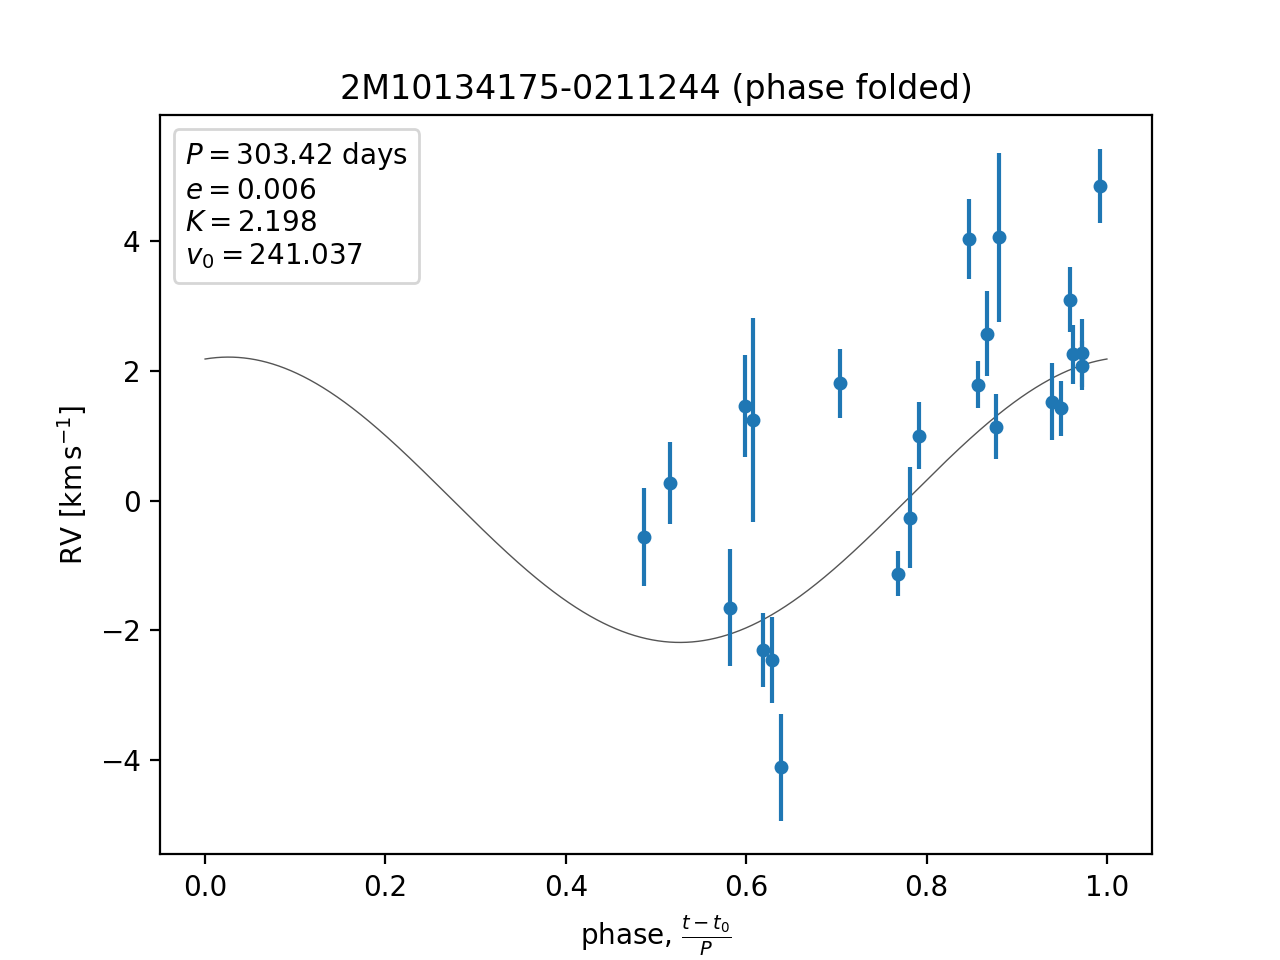 2M10134175-0211244 (phase folded)
P = 303.42 days
e = 0.006
K = 2.198
v₀ = 241.037
4
2
0
−2
−4
RV [km s⁻¹]
0.0 0.2 0.4 0.6 0.8 1.0
phase, (t − t₀)/P